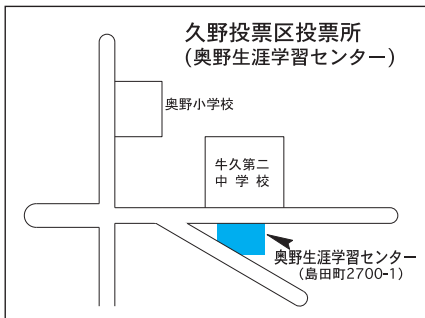 久野投票区投票所
(奥野生涯学習センター)
奥野小学校
牛久第二
中学校
奥野生涯学習センター
(島田町2700-1)